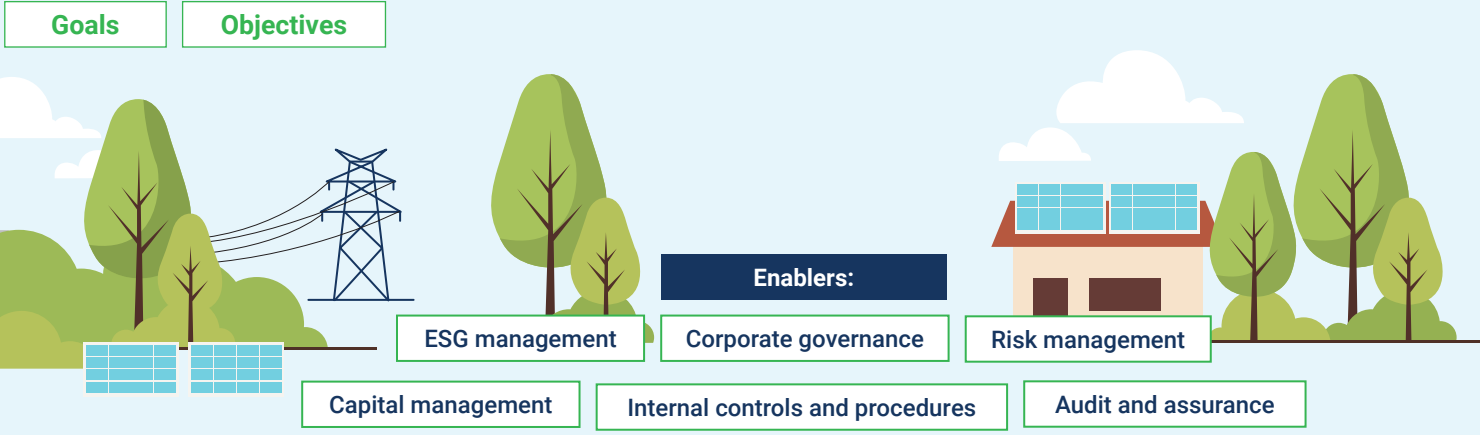 Goals
Objectives
Enablers:
ESG management
Corporate governance
Risk management
Capital management
Internal controls and procedures
Audit and assurance